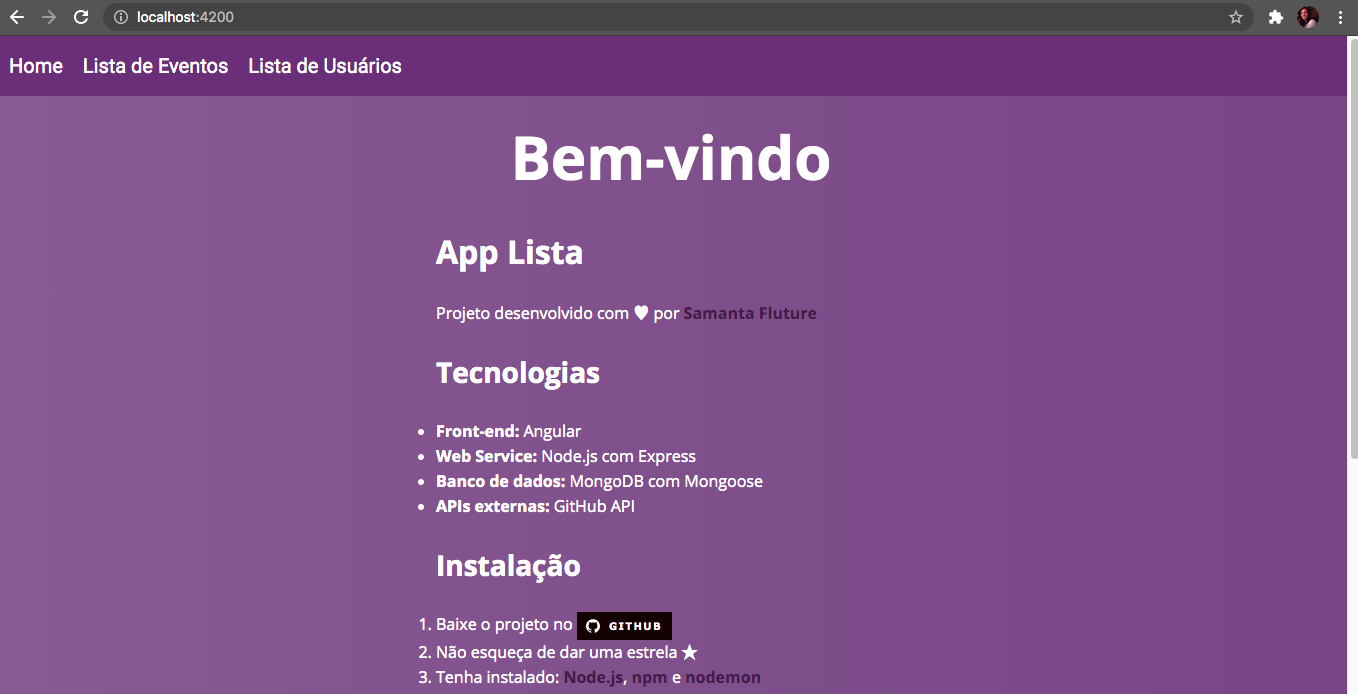 localhost:4200
Home Lista de Eventos Lista de Usuários
Bem-vindo
App Lista
Projeto desenvolvido com ♥ por Samanta Fluture
Tecnologias
• Front-end: Angular
• Web Service: Node.js com Express
• Banco de dados: MongoDB com Mongoose
• APIs externas: GitHub API
Instalação
1. Baixe o projeto no GITHUB
2. Não esqueça de dar uma estrela ★
3. Tenha instalado: Node.js, npm e nodemon